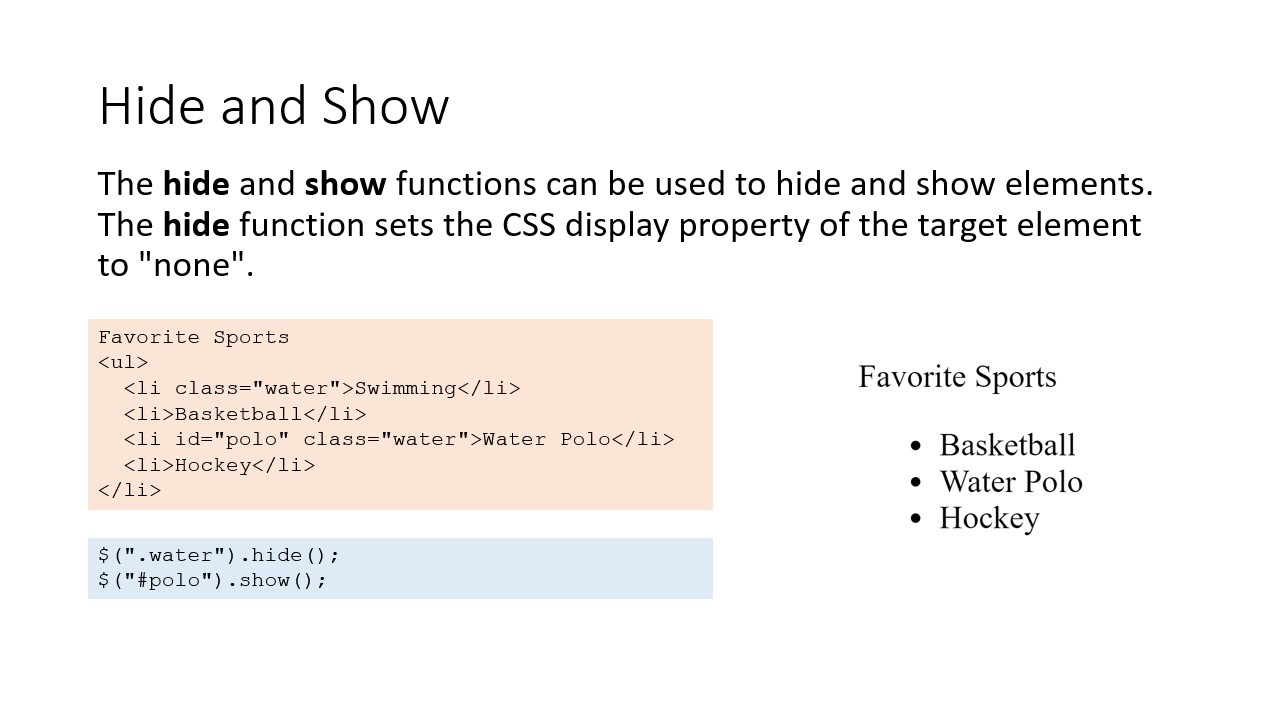 Hide and Show
The hide and show functions can be used to hide and show elements.
The hide function sets the CSS display property of the target element
to "none".
Favorite Sports
<ul>
  <li class="water">Swimming</li>
  <li>Basketball</li>
  <li id="polo" class="water">Water Polo</li>
  <li>Hockey</li>
</li>
$(".water").hide();
$("#polo").show();
Favorite Sports
• Basketball
• Water Polo
• Hockey